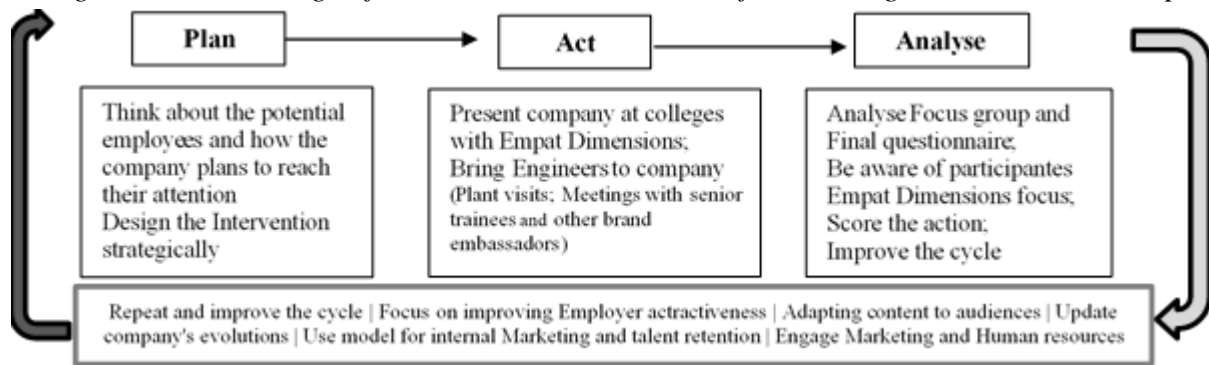 Plan
Act
Analyse
Think about the potential
employees and how the
company plans to reach
their attention
Design the Intervention
strategically
Present company at colleges
with Empat Dimensions;
Bring Engineers to company
(Plant visits; Meetings with senior
trainees and other brand
embassadors)
Analyse Focus group and
Final questionnaire;
Be aware of participantes
Empat Dimensions focus;
Score the action;
Improve the cycle
Repeat and improve the cycle | Focus on improving Employer actractiveness | Adapting content to audiences | Update
company's evolutions | Use model for internal Marketing and talent retention | Engage Marketing and Human resources